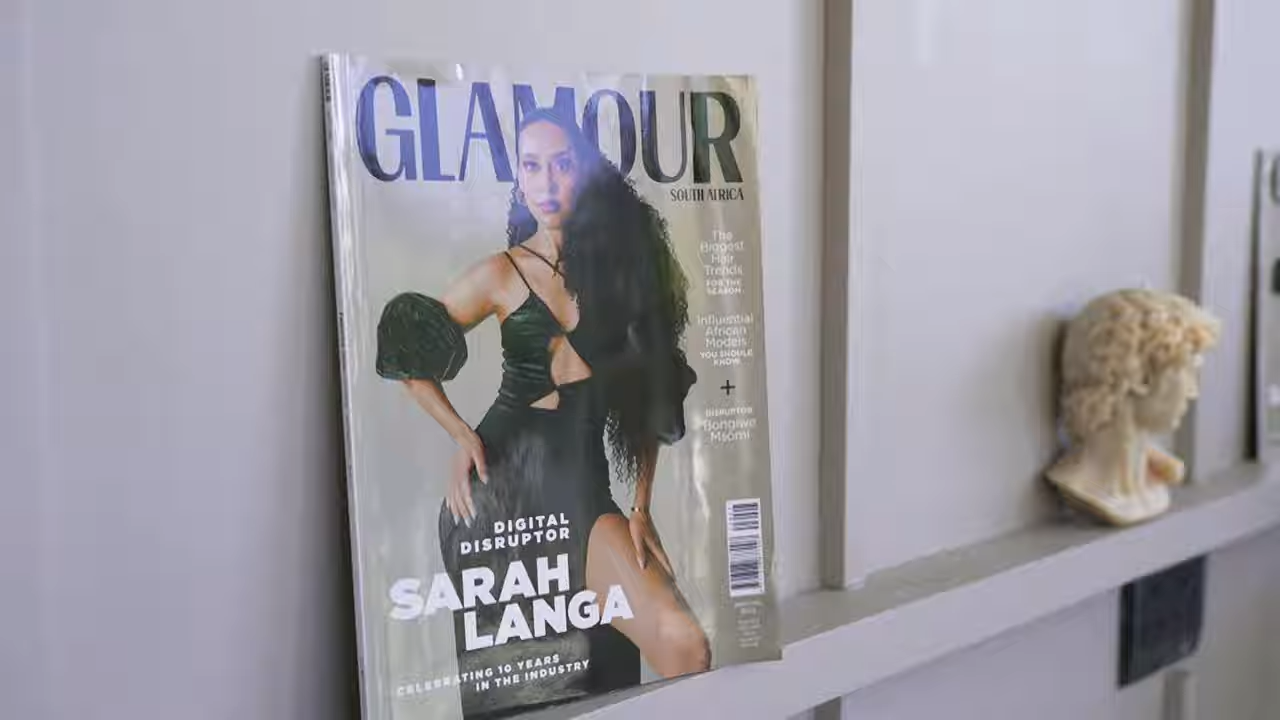 GLAMOUR
SOUTH AFRICA
The
Biggest
Hair
Trends
FOR THE
SEASON
Influential
African
Models
YOU SHOULD
KNOW
+
DISRUPTOR
Bongiwe
Msomi
DIGITAL
DISRUPTOR
SARAH
LANGA
CELEBRATING 10 YEARS
IN THE INDUSTRY